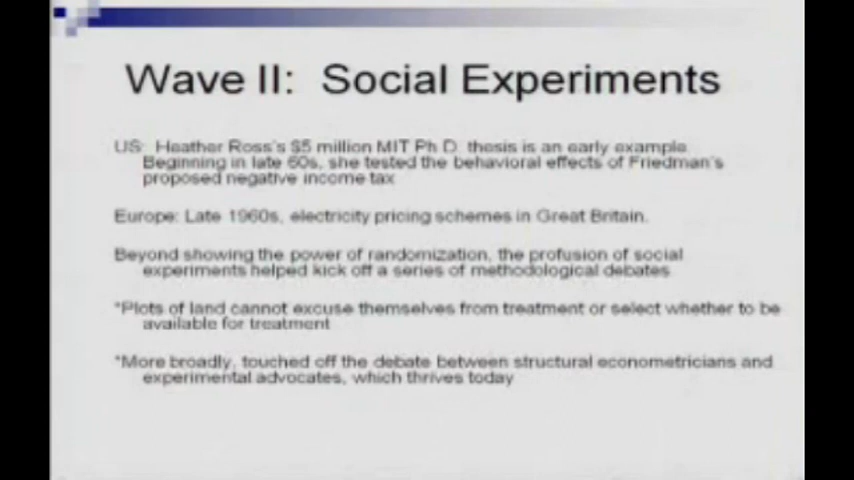 Wave II: Social Experiments
US: Heather Ross's $5 million MIT Ph D. thesis is an early example.
Beginning in late 60s, she tested the behavioral effects of Friedman's
proposed negative income tax
Europe: Late 1960s, electricity pricing schemes in Great Britain.
Beyond showing the power of randomization, the profusion of social
experiments helped kick off a series of methodological debates
*Plots of land cannot excuse themselves from treatment or select whether to be
available for treatment
*More broadly, touched off the debate between structural econometricians and
experimental advocates, which thrives today